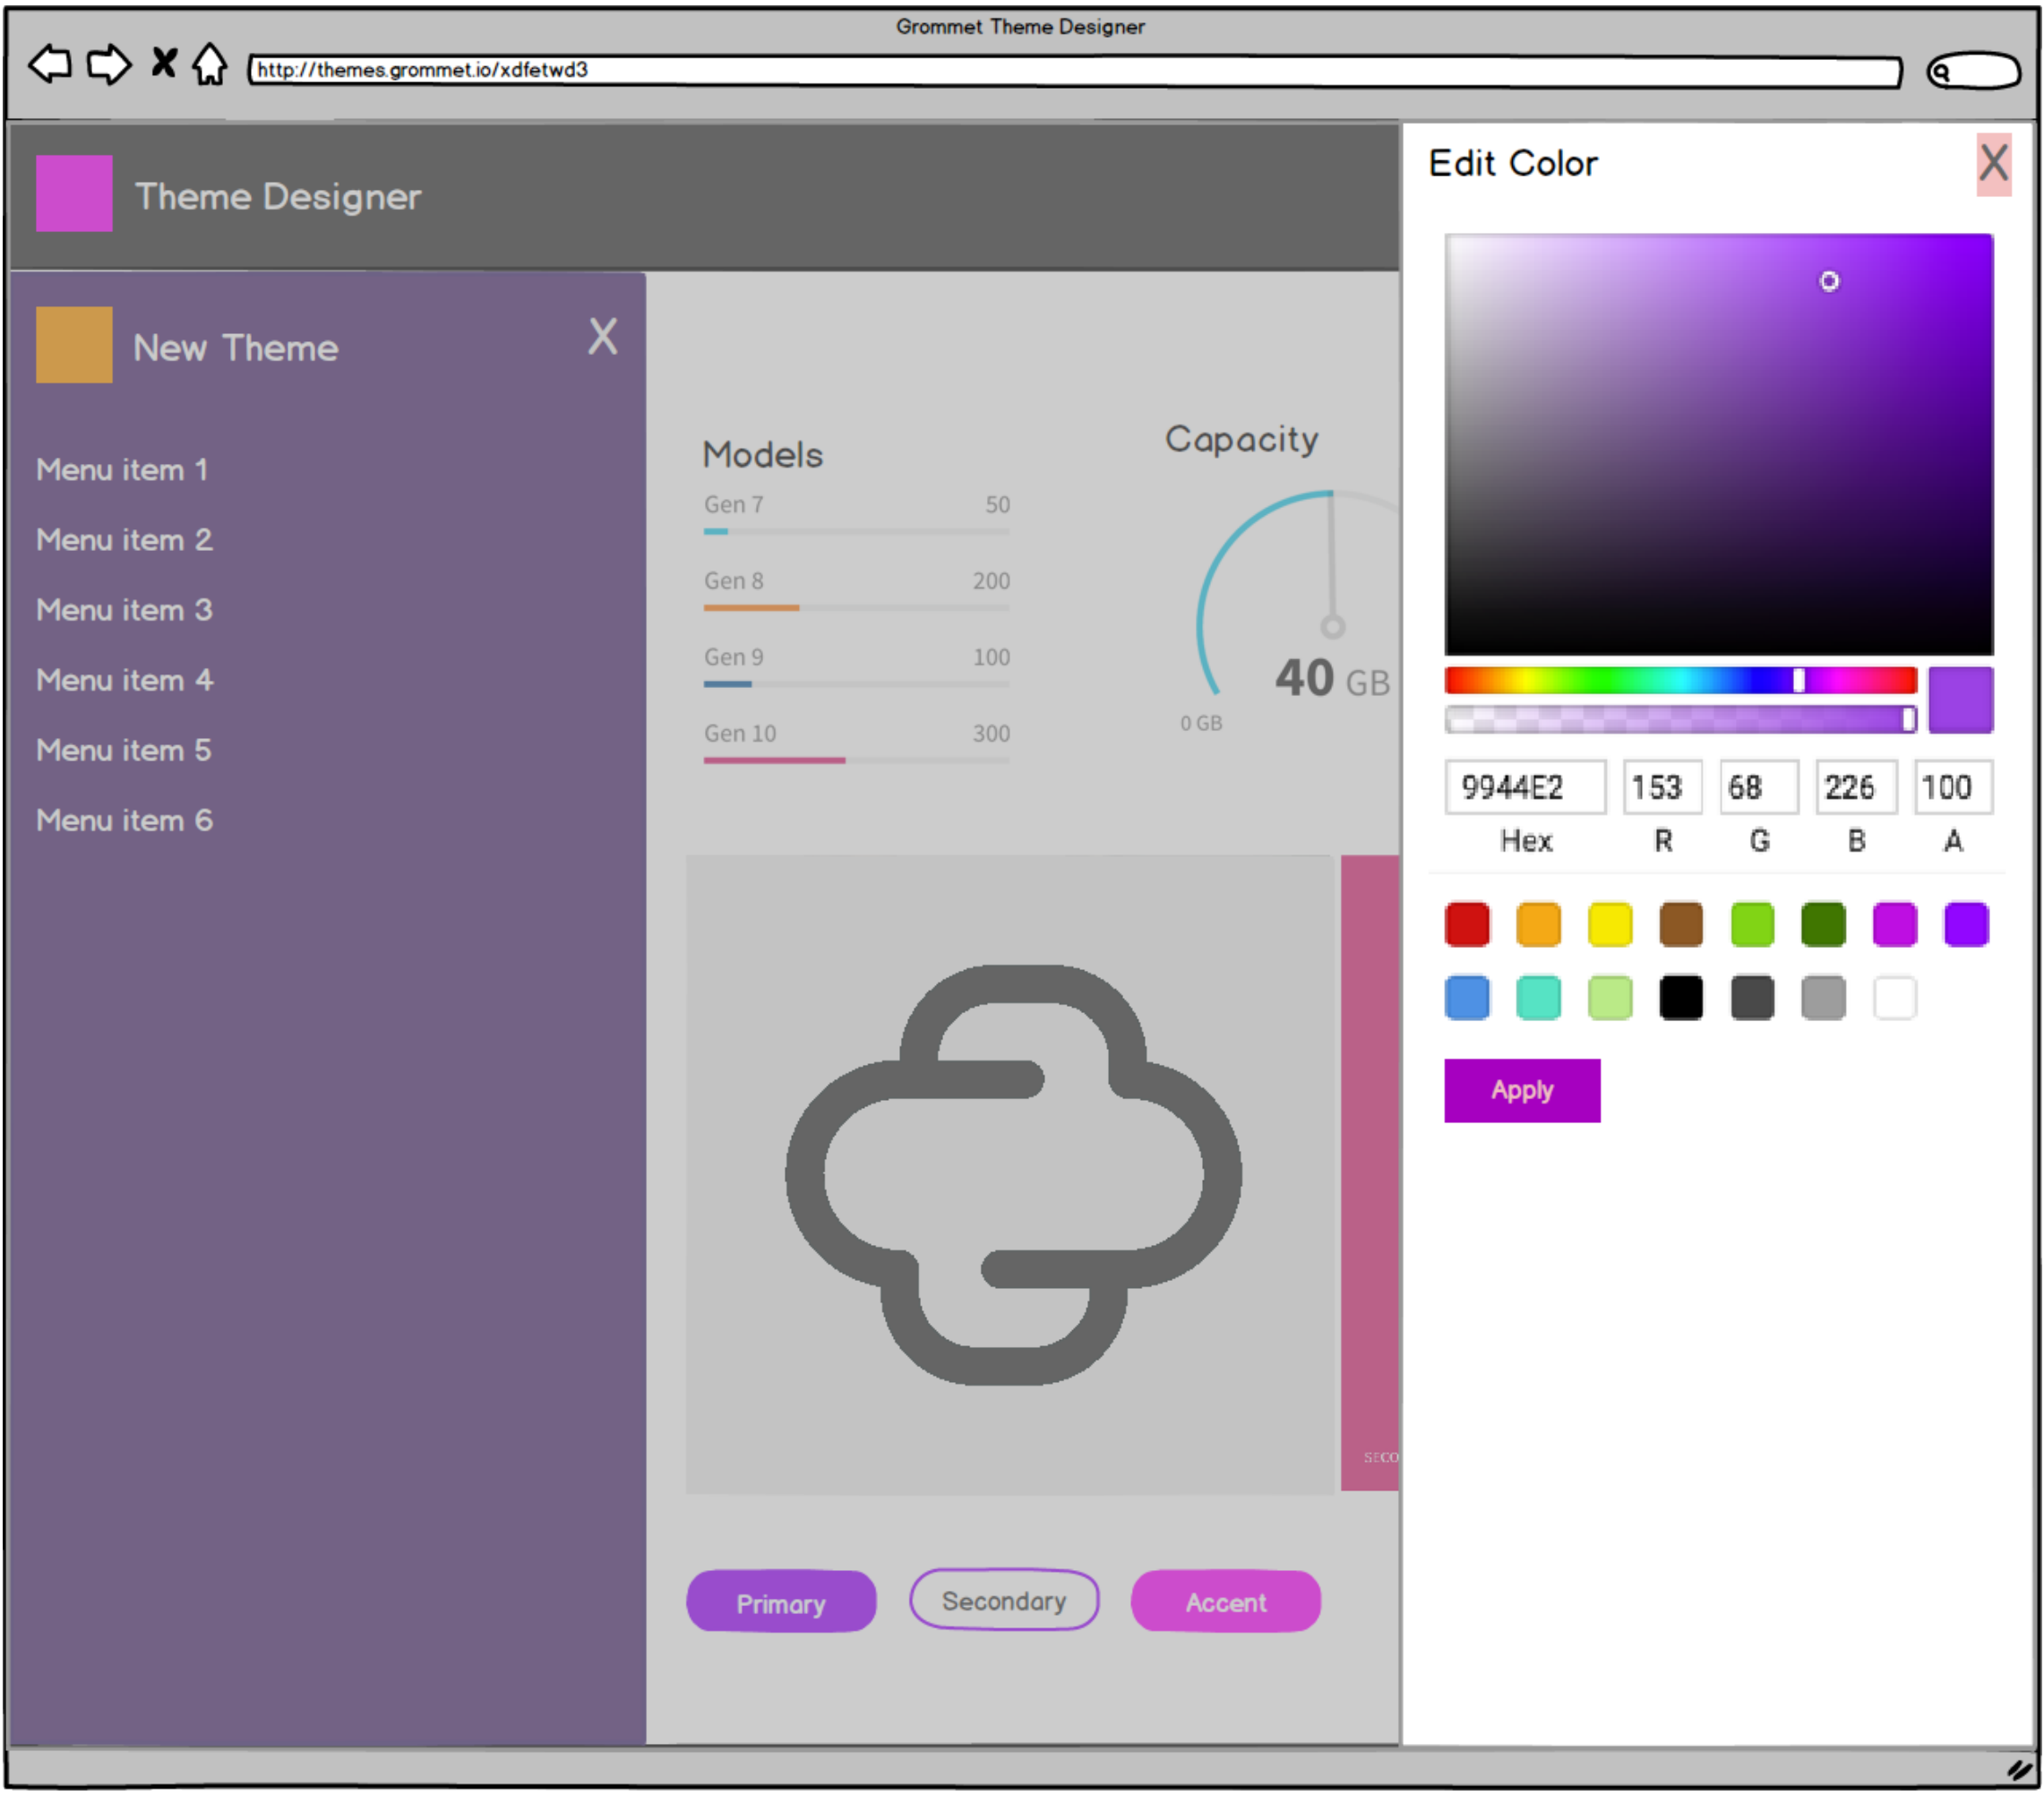 Grommet Theme Designer
http://themes.grommet.io/xdfetwd3
Theme Designer
New Theme
X
Menu item 1
Menu item 2
Menu item 3
Menu item 4
Menu item 5
Menu item 6
Models
Gen 7 50
Gen 8 200
Gen 9 100
Gen 10 300
Capacity
40 GB
0 GB
SECO
Primary
Secondary
Accent
Edit Color
X
9944E2 153 68 226 100
Hex R G B A
Apply